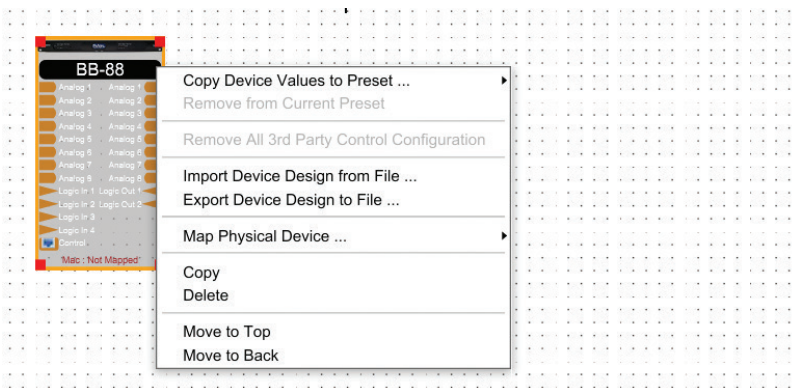 BB-88
Analog 1 Analog 1
Analog 2 Analog 2
Analog 3 Analog 3
Analog 4 Analog 4
Analog 5 Analog 5
Analog 6 Analog 6
Analog 7 Analog 7
Analog 8 Analog 8
Logic In 1 Logic Out 1
Logic In 2 Logic Out 2
Logic In 3
Logic In 4
Control
Mac : Not Mapped
Copy Device Values to Preset ...
Remove from Current Preset
Remove All 3rd Party Control Configuration
Import Device Design from File ...
Export Device Design to File ...
Map Physical Device ...
Copy
Delete
Move to Top
Move to Back